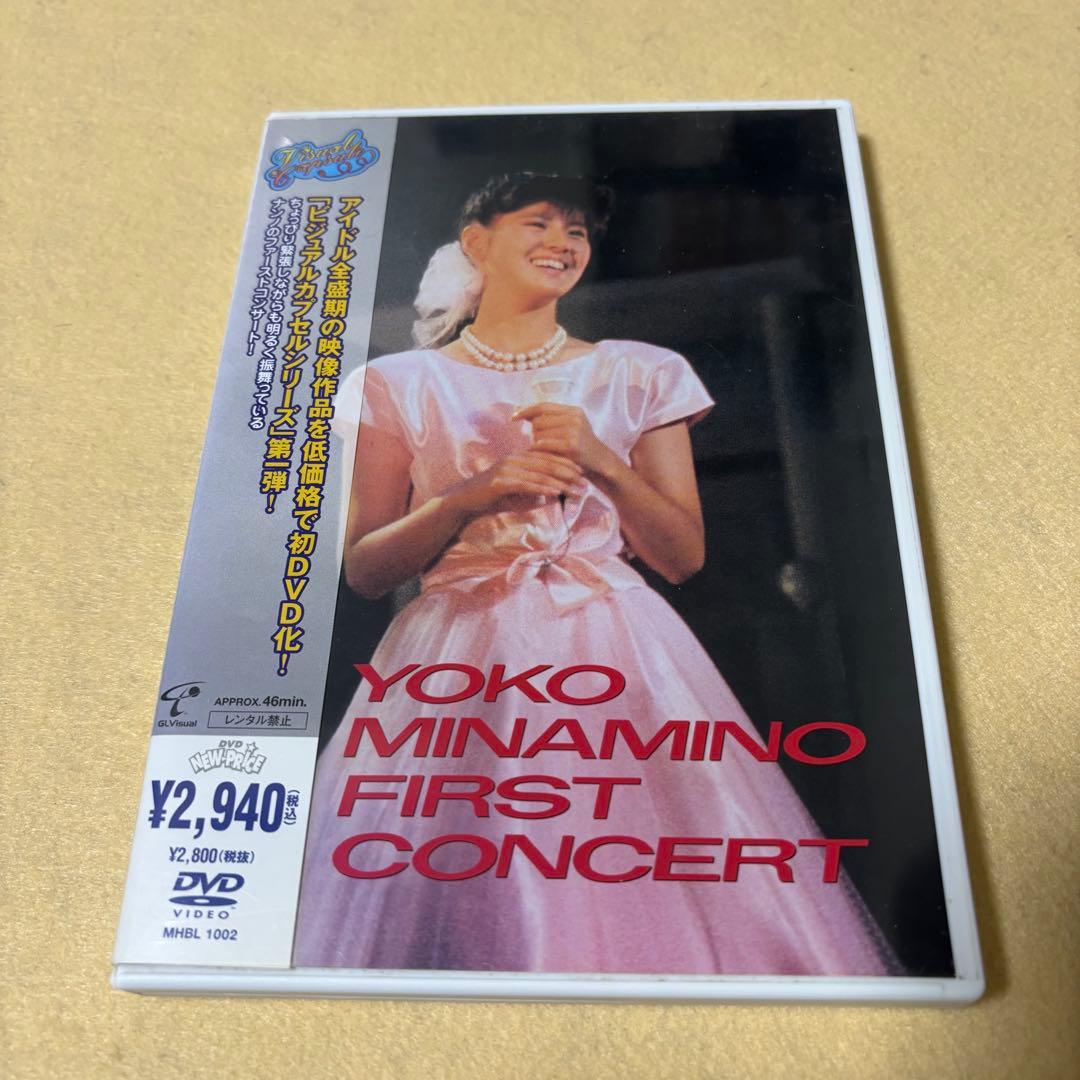 Visual
Capsule
アイドル全盛期の映像作品を低価格で初DVD化!
「ビジュアルカプセルシリーズ」第一弾!
ちょっぴり緊張しながらも明るく振舞っている
ナンノのファーストコンサート!
GLVisual
APPROX.46min.
レンタル禁止
DVD
NEW-PRICE
¥2,940(税込)
¥2,800(税抜)
DVD
VIDEO™
MHBL 1002
YOKO
MINAMINO
FIRST
CONCERT